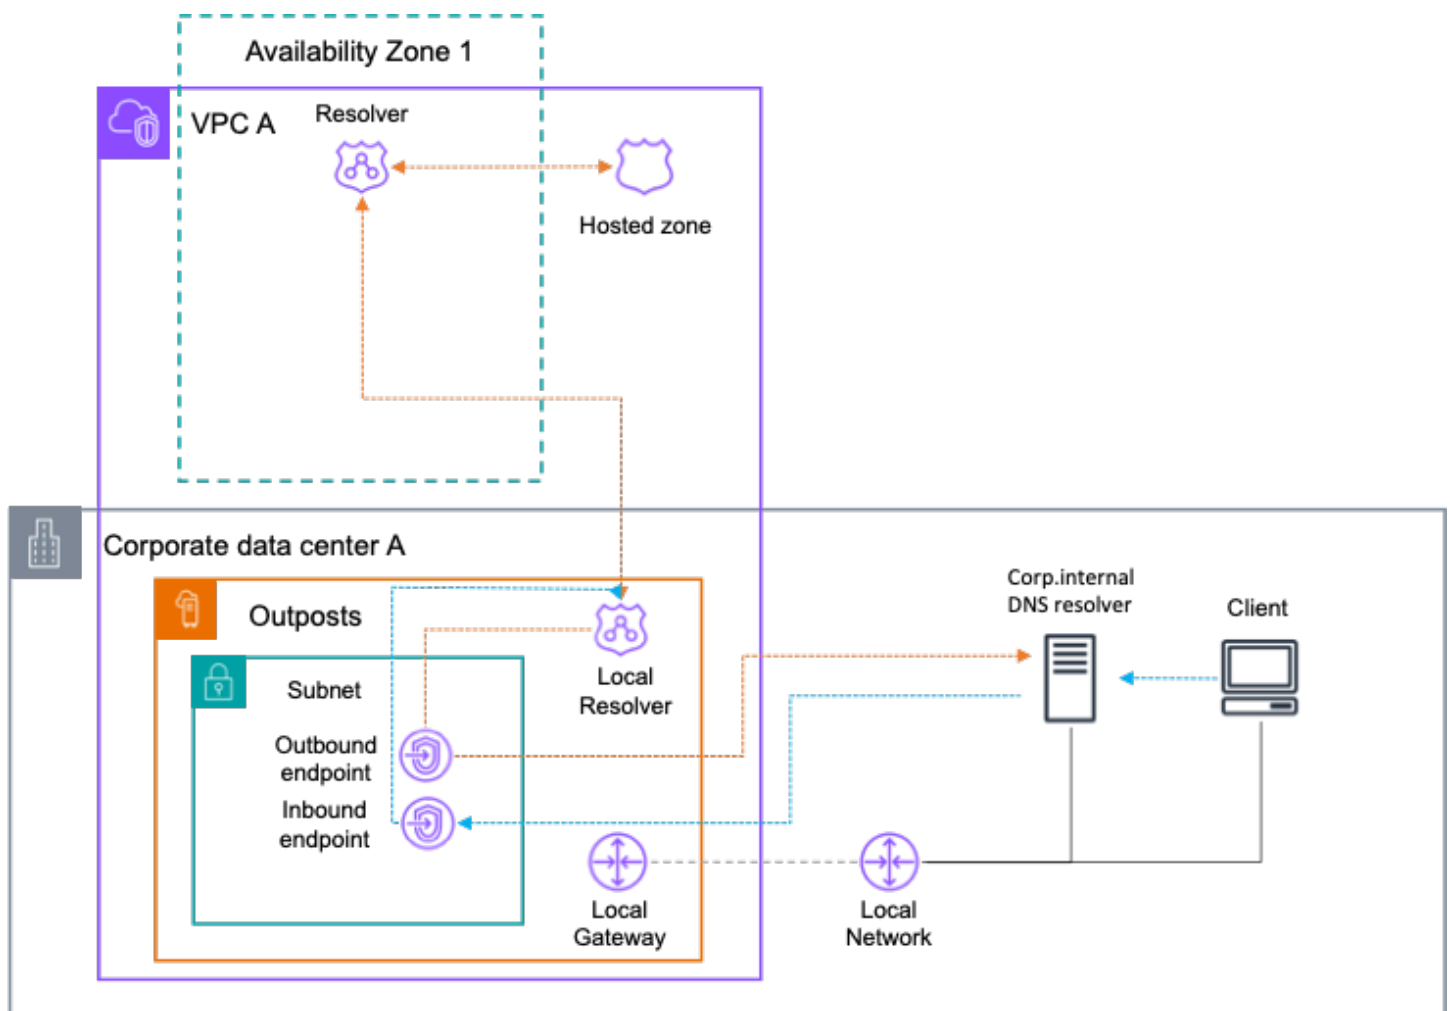 Availability Zone 1
VPC A
Resolver
Hosted zone
Corporate data center A
Outposts
Subnet
Outbound
endpoint
Inbound
endpoint
Local
Resolver
Local
Gateway
Local
Network
Corp.internal
DNS resolver
Client